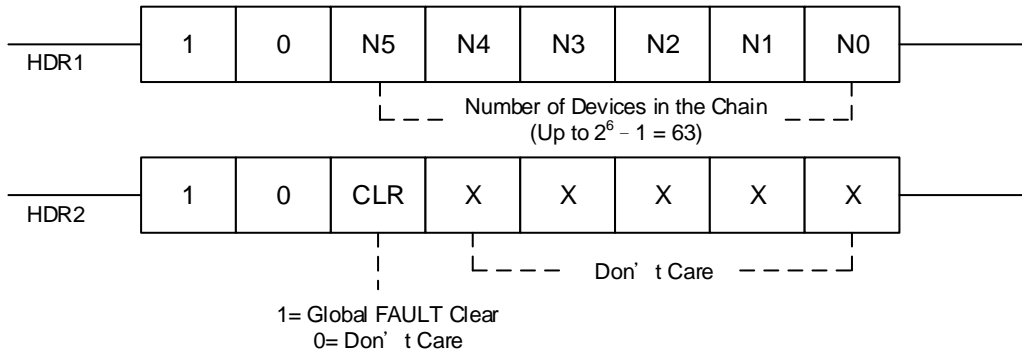 HDR1 1 0 N5 N4 N3 N2 N1 N0
Number of Devices in the Chain
(Up to 2⁶ – 1 = 63)
HDR2 1 0 CLR X X X X X
Don’ t Care
1= Global FAULT Clear
0= Don’ t Care